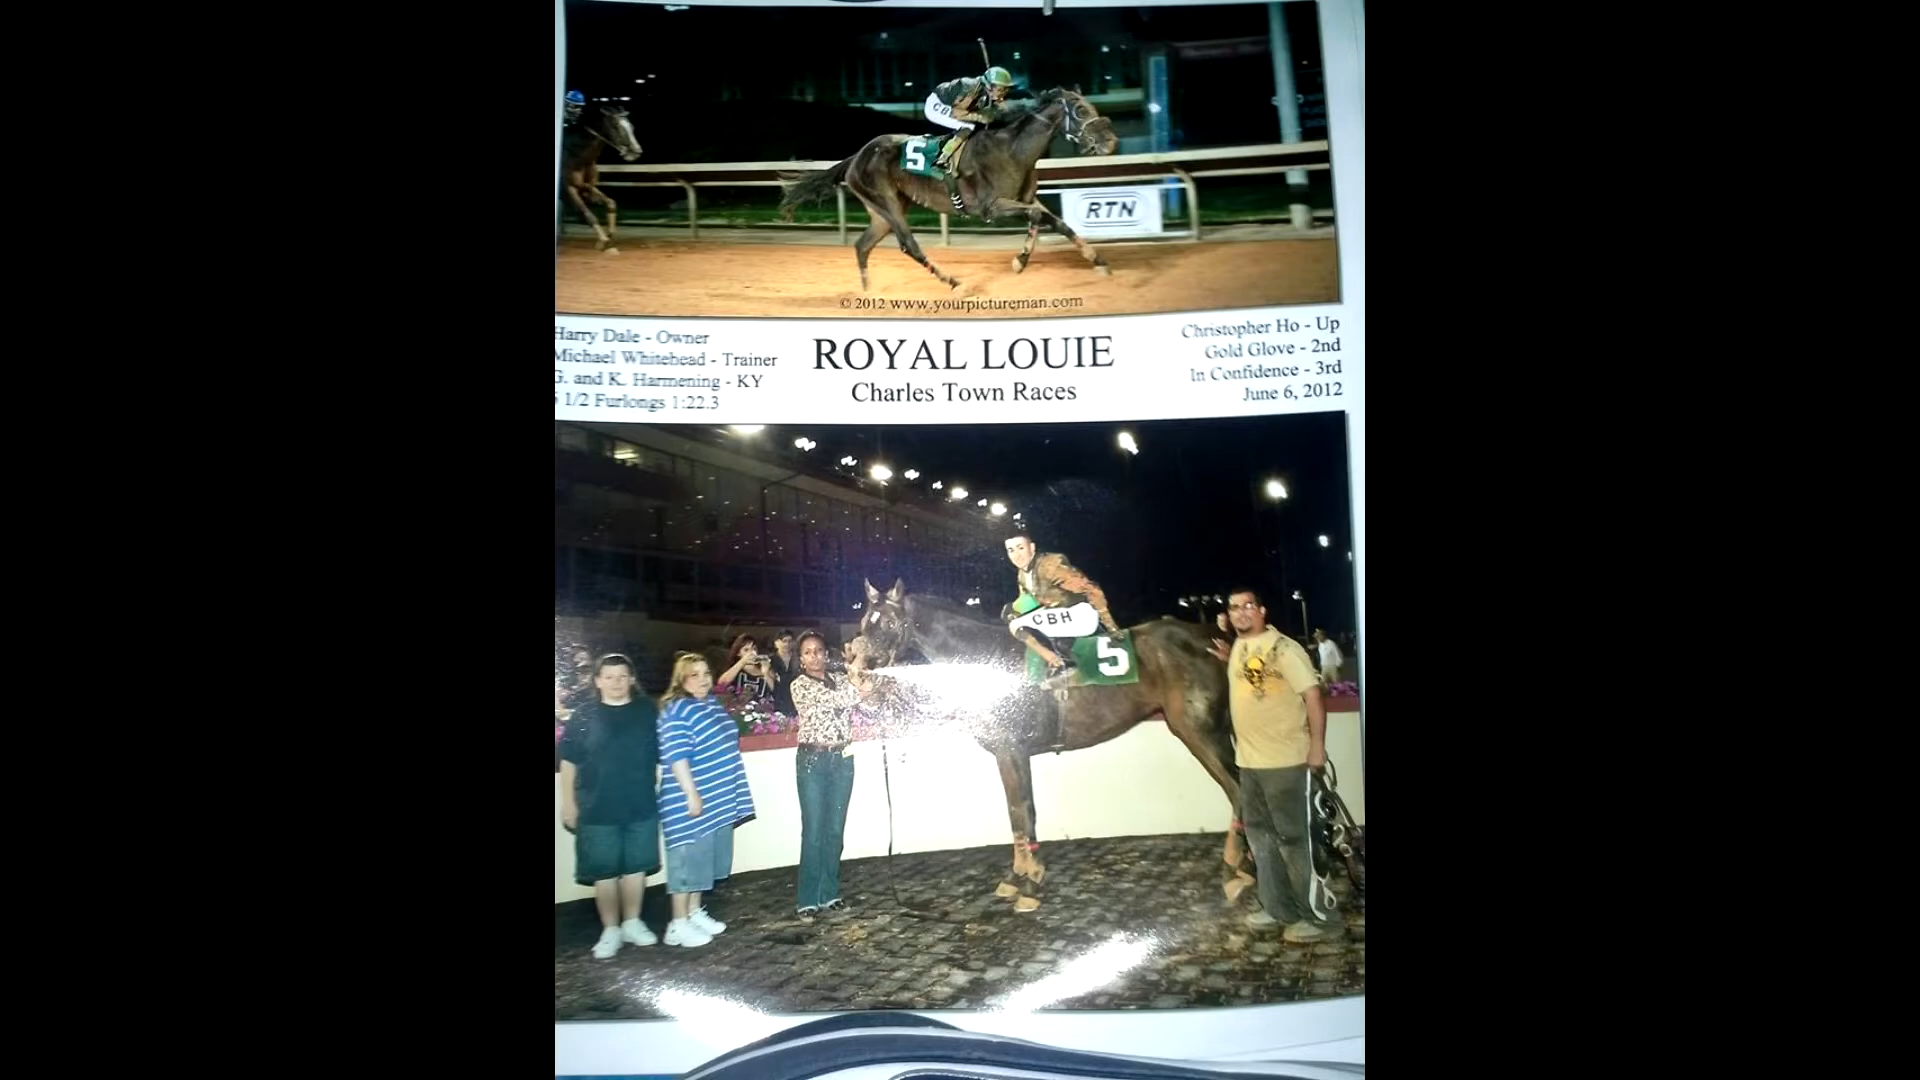 CB
5
RTN
© 2012 www.yourpictureman.com
Harry Dale - Owner
Michael Whitehead - Trainer
G. and K. Harmening - KY
1/2 Furlongs 1:22.3
ROYAL LOUIE
Charles Town Races
Christopher Ho - Up
Gold Glove - 2nd
In Confidence - 3rd
June 6, 2012
CBH
5
H